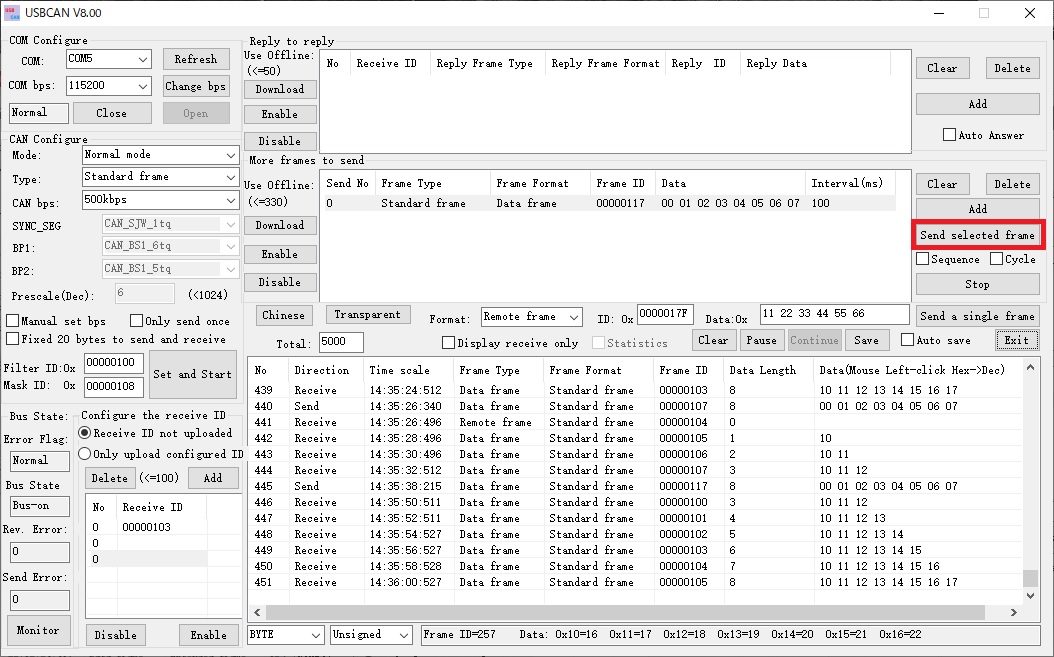 USBCAN V8.00
COM Configure
COM: COM5 Refresh
COM bps: 115200 Change bps
Normal Close Open
CAN Configure
Mode: Normal mode
Type: Standard frame
CAN bps: 500kbps
SYNC_SEG CAN_SJW_1tq
BP1: CAN_BS1_6tq
BP2: CAN_BS1_5tq
Prescale(Dec): 6 (<1024)
Manual set bps Only send once
Fixed 20 bytes to send and receive
Filter ID:0x 00000100
Mask ID: 0x 00000108
Set and Start
Bus State:
Error Flag:
Normal
Bus State
Bus-on
Rev. Error:
0
Send Error:
0
Monitor
Configure the receive ID
Receive ID not uploaded
Only upload configured ID
Delete (<=100) Add
No Receive ID
0 00000103
0
0
Disable Enable
Reply to reply
Use Offline:
(<=50)
Download
Enable
Disable
No Receive ID Reply Frame Type Reply Frame Format Reply ID Reply Data
Clear Delete
Add
Auto Answer
More frames to send
Use Offline:
(<=330)
Download
Enable
Disable
Send No Frame Type Frame Format Frame ID Data Interval(ms)
0 Standard frame Data frame 00000117 00 01 02 03 04 05 06 07 100
Clear Delete
Add
Send selected frame
Sequence Cycle
Stop
Chinese Transparent Format: Remote frame ID: 0x 0000017F Data:0x 11 22 33 44 55 66 Send a single frame
Total: 5000 Display receive only Statistics Clear Pause Continue Save Auto save Exit
No Direction Time scale Frame Type Frame Format Frame ID Data Length Data(Mouse Left-click Hex->Dec)
439 Receive 14:35:24:512 Data frame Standard frame 00000103 8 10 11 12 13 14 15 16 17
440 Send 14:35:26:340 Data frame Standard frame 00000107 8 00 01 02 03 04 05 06 07
441 Receive 14:35:26:496 Remote frame Standard frame 00000104 0
442 Receive 14:35:28:496 Data frame Standard frame 00000105 1 10
443 Receive 14:35:30:496 Data frame Standard frame 00000106 2 10 11
444 Receive 14:35:32:512 Data frame Standard frame 00000107 3 10 11 12
445 Send 14:35:38:215 Data frame Standard frame 00000117 8 00 01 02 03 04 05 06 07
446 Receive 14:35:50:511 Data frame Standard frame 00000100 3 10 11 12
447 Receive 14:35:52:511 Data frame Standard frame 00000101 4 10 11 12 13
448 Receive 14:35:54:527 Data frame Standard frame 00000102 5 10 11 12 13 14
449 Receive 14:35:56:527 Data frame Standard frame 00000103 6 10 11 12 13 14 15
450 Receive 14:35:58:528 Data frame Standard frame 00000104 7 10 11 12 13 14 15 16
451 Receive 14:36:00:527 Data frame Standard frame 00000105 8 10 11 12 13 14 15 16 17
BYTE Unsigned Frame ID=257 Data: 0x10=16 0x11=17 0x12=18 0x13=19 0x14=20 0x15=21 0x16=22